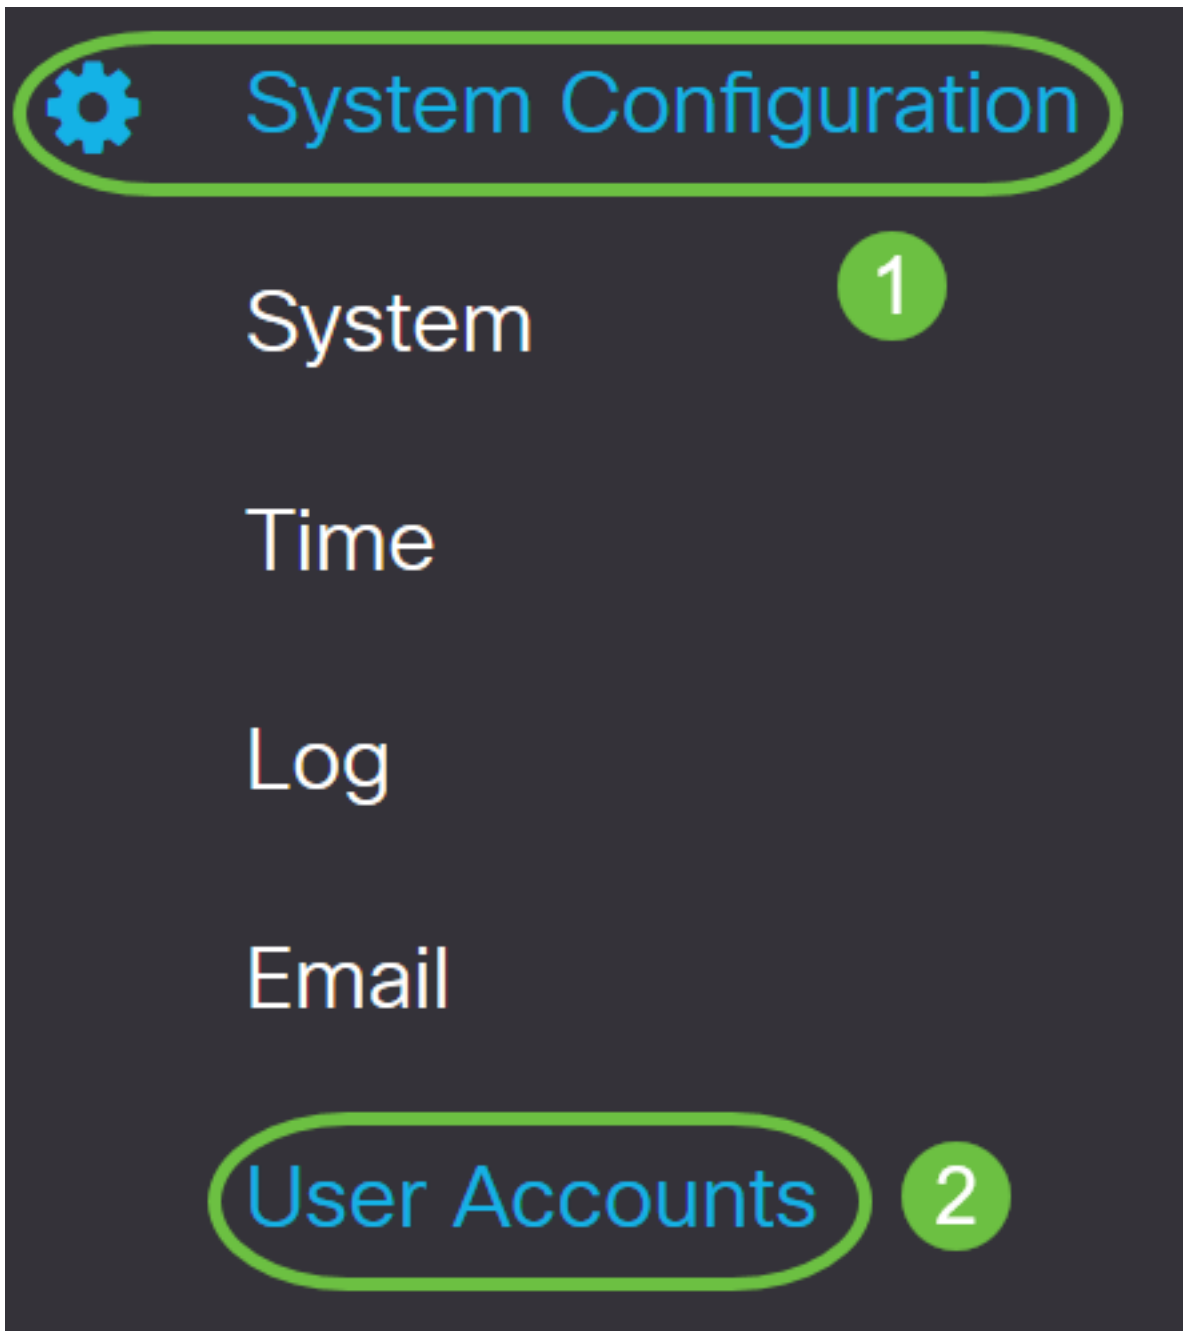 System Configuration
1
System
Time
Log
Email
User Accounts
2